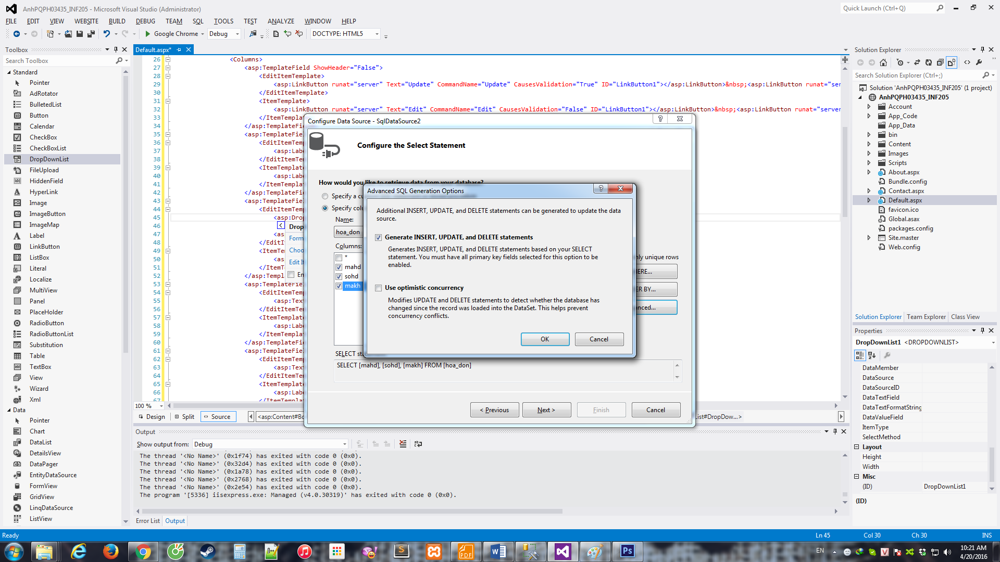 AnhPQPH03435_INF205 - Microsoft Visual Studio (Administrator)
Quick Launch (Ctrl+Q)
FILE EDIT VIEW WEBSITE BUILD DEBUG TEAM SQL TOOLS TEST ANALYZE WINDOW HELP
Google Chrome Debug DOCTYPE: HTML5
Toolbox
Search Toolbox
Standard
Pointer
AdRotator
BulletedList
Button
Calendar
CheckBox
CheckBoxList
DropDownList
FileUpload
HiddenField
HyperLink
Image
ImageButton
ImageMap
Label
LinkButton
ListBox
Literal
Localize
MultiView
Panel
PlaceHolder
RadioButton
RadioButtonList
Substitution
Table
TextBox
View
Wizard
Xml
Data
Pointer
Chart
DataList
DetailsView
DataPager
EntityDataSource
FormView
GridView
LinqDataSource
ListView
Default.aspx*
26 <Columns>
27 <asp:TemplateField ShowHeader="False">
28 <EditItemTemplate>
29 <asp:LinkButton runat="server" Text="Update" CommandName="Update" CausesValidation="True" ID="LinkButton1"></asp:LinkButton>&nbsp;<asp:LinkButton runat="ser
30 </EditItemTemplate>
31 <ItemTemplate>
32 <asp:LinkButton runat="server" Text="Edit" CommandName="Edit" CausesValidation="False" ID="LinkButton1"></asp:LinkButton>&nbsp;<asp:LinkButton runat="server
33 </ItemTem
34 </asp:TemplateFie
35 <asp:TemplateFiel
36 <EditItemTemp
37 <asp:Labe
38 </EditItemTem
39 <ItemTemplate
40 <asp:Labe
41 </ItemTemplat
42 </asp:TemplateFie
43 <asp:TemplateFiel
44 <EditItemTemp
45 <asp:Drop
46
47 <as
48 </EditI
49 <ItemTe
50 <as
51 </ItemT
52 </asp:Templ
53 <asp:TemplateFiel
54 <EditItemTemp
55 <asp:Text
56 </EditItemTem
57 <ItemTemplate
58 <asp:Labe
59 </ItemTemplat
60 </asp:TemplateFie
61 <asp:TemplateFiel
62 <EditItemTemp
63 <asp:Text
64 </EditItemTem
65 <ItemTemplate
66 <asp:Labe
67 </ItemTemplat
Drop
Form
Choo
Edit It
En
100 %
Design Split Source <asp:Content#Bo List#DropDow...>
Configure Data Source - SqlDataSource2
Configure the Select Statement
How would you like to retrieve data from your database?
Specify a cu
Specify colu
Name:
hoa_don
Columns:
*
mahd
sohd
makh
nly unique rows
ERE...
ER BY...
nced...
SELECT st
SELECT [mahd], [sohd], [makh] FROM [hoa_don]
< Previous Next > Finish Cancel
Advanced SQL Generation Options
Additional INSERT, UPDATE, and DELETE statements can be generated to update the data
source.
Generate INSERT, UPDATE, and DELETE statements
Generates INSERT, UPDATE, and DELETE statements based on your SELECT
statement. You must have all primary key fields selected for this option to be
enabled.
Use optimistic concurrency
Modifies UPDATE and DELETE statements to detect whether the database has
changed since the record was loaded into the DataSet. This helps prevent
concurrency conflicts.
OK Cancel
Output
Show output from: Debug
The thread '<No Name>' (0x1f74) has exited with code 0 (0x0).
The thread '<No Name>' (0x32d4) has exited with code 0 (0x0).
The thread '<No Name>' (0x1a78) has exited with code 0 (0x0).
The thread '<No Name>' (0x2768) has exited with code 0 (0x0).
The thread '<No Name>' (0x2e54) has exited with code 0 (0x0).
The program '[5336] iisexpress.exe: Managed (v4.0.30319)' has exited with code 0 (0x0).
Error List Output
Solution Explorer
Search Solution Explorer (Ctrl+;)
Solution 'AnhPQPH03435_INF205' (1 project)
AnhPQPH03435_INF205
Account
App_Code
App_Data
bin
Content
Images
Scripts
About.aspx
Bundle.config
Contact.aspx
Default.aspx
favicon.ico
Global.asax
packages.config
Site.master
Web.config
Solution Explorer Team Explorer Class View
Properties
DropDownList1 <DROPDOWNLIST>
DataMember
DataSource
DataSourceID
DataTextField
DataTextFormatString
DataValueField
ItemType
SelectMethod
Layout
Height
Width
Misc
(ID) DropDownList1
(ID)
Ready Ln 45 Col 30 Ch 30 INS
EN
10:21 AM
4/20/2016